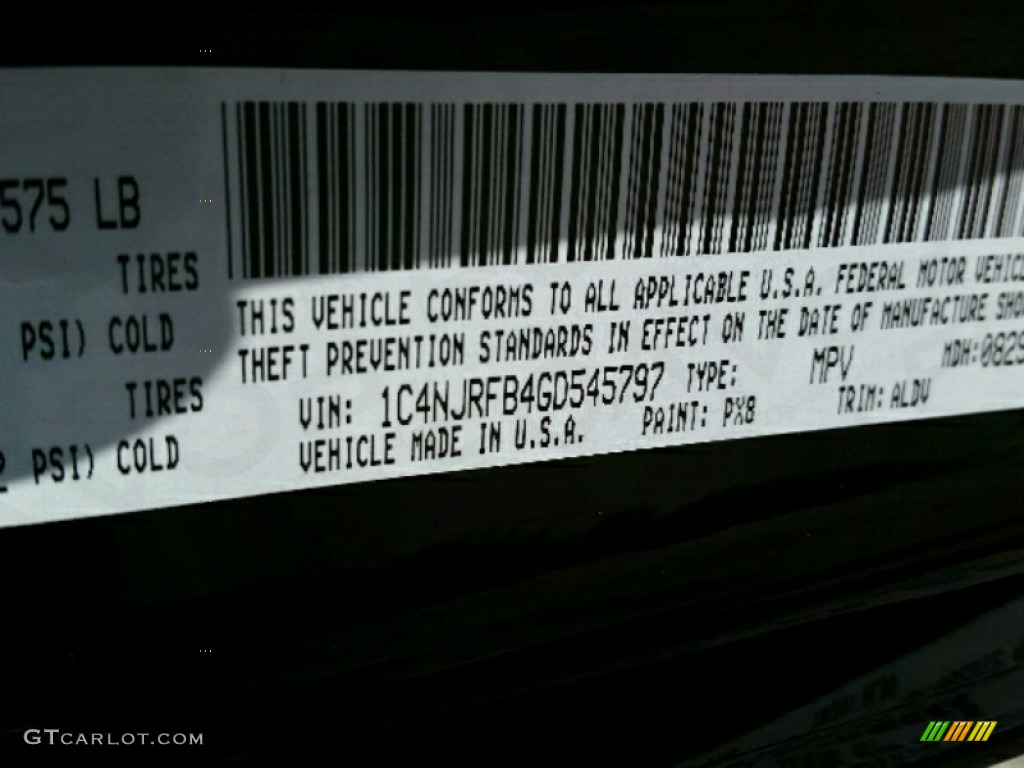 575 LB
TIRES
PSI) COLD
TIRES
PSI) COLD
THIS VEHICLE CONFORMS TO ALL APPLICABLE U.S.A. FEDERAL MOTOR VEHICL
THEFT PREVENTION STANDARDS IN EFFECT ON THE DATE OF MANUFACTURE SHO
VIN: 1C4NJRFB4GD545797 TYPE: MPV MDH:0829
VEHICLE MADE IN U.S.A. PAINT: PX8 TRIM: ALDV
GTCARLOT.COM